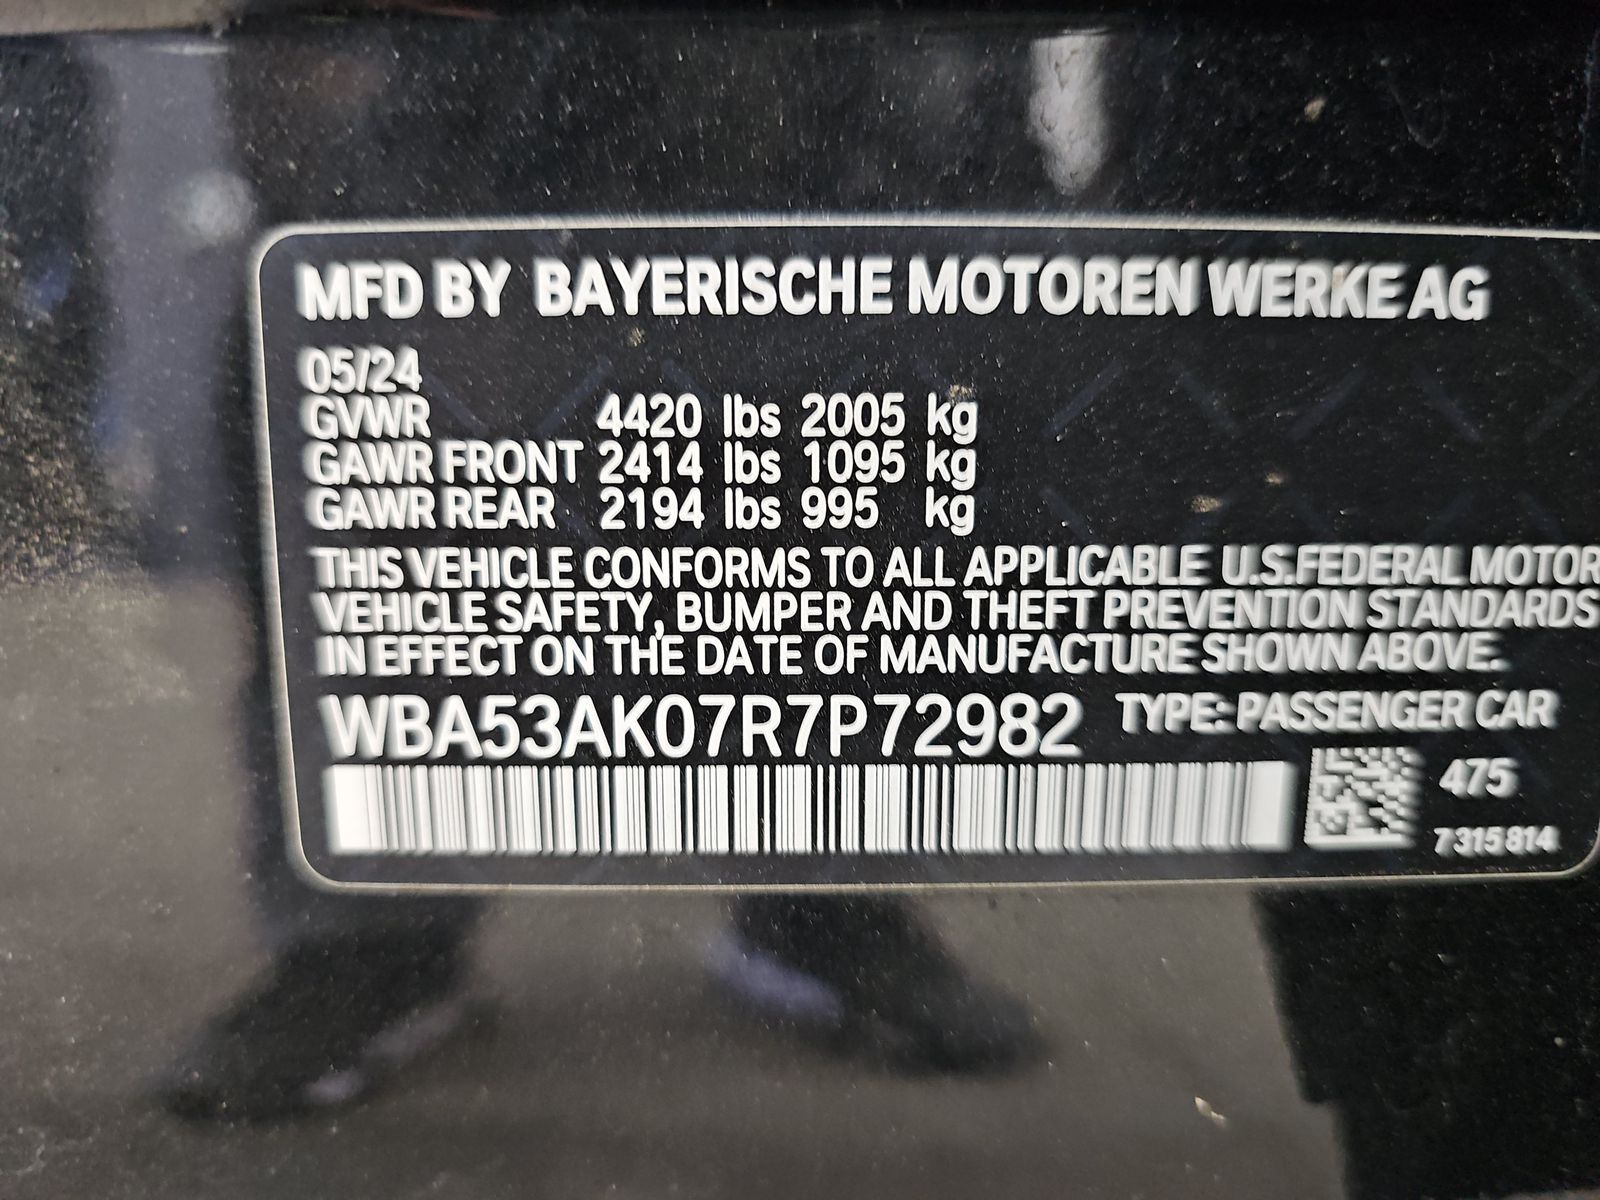 MFD BY BAYERISCHE MOTOREN WERKE AG
05/24
GVWR 4420 lbs 2005 kg
GAWR FRONT 2414 lbs 1095 kg
GAWR REAR 2194 lbs 995 kg
THIS VEHICLE CONFORMS TO ALL APPLICABLE U.S.FEDERAL MOTOR
VEHICLE SAFETY, BUMPER AND THEFT PREVENTION STANDARDS
IN EFFECT ON THE DATE OF MANUFACTURE SHOWN ABOVE.
WBA53AK07R7P72982 TYPE: PASSENGER CAR
475
7315814